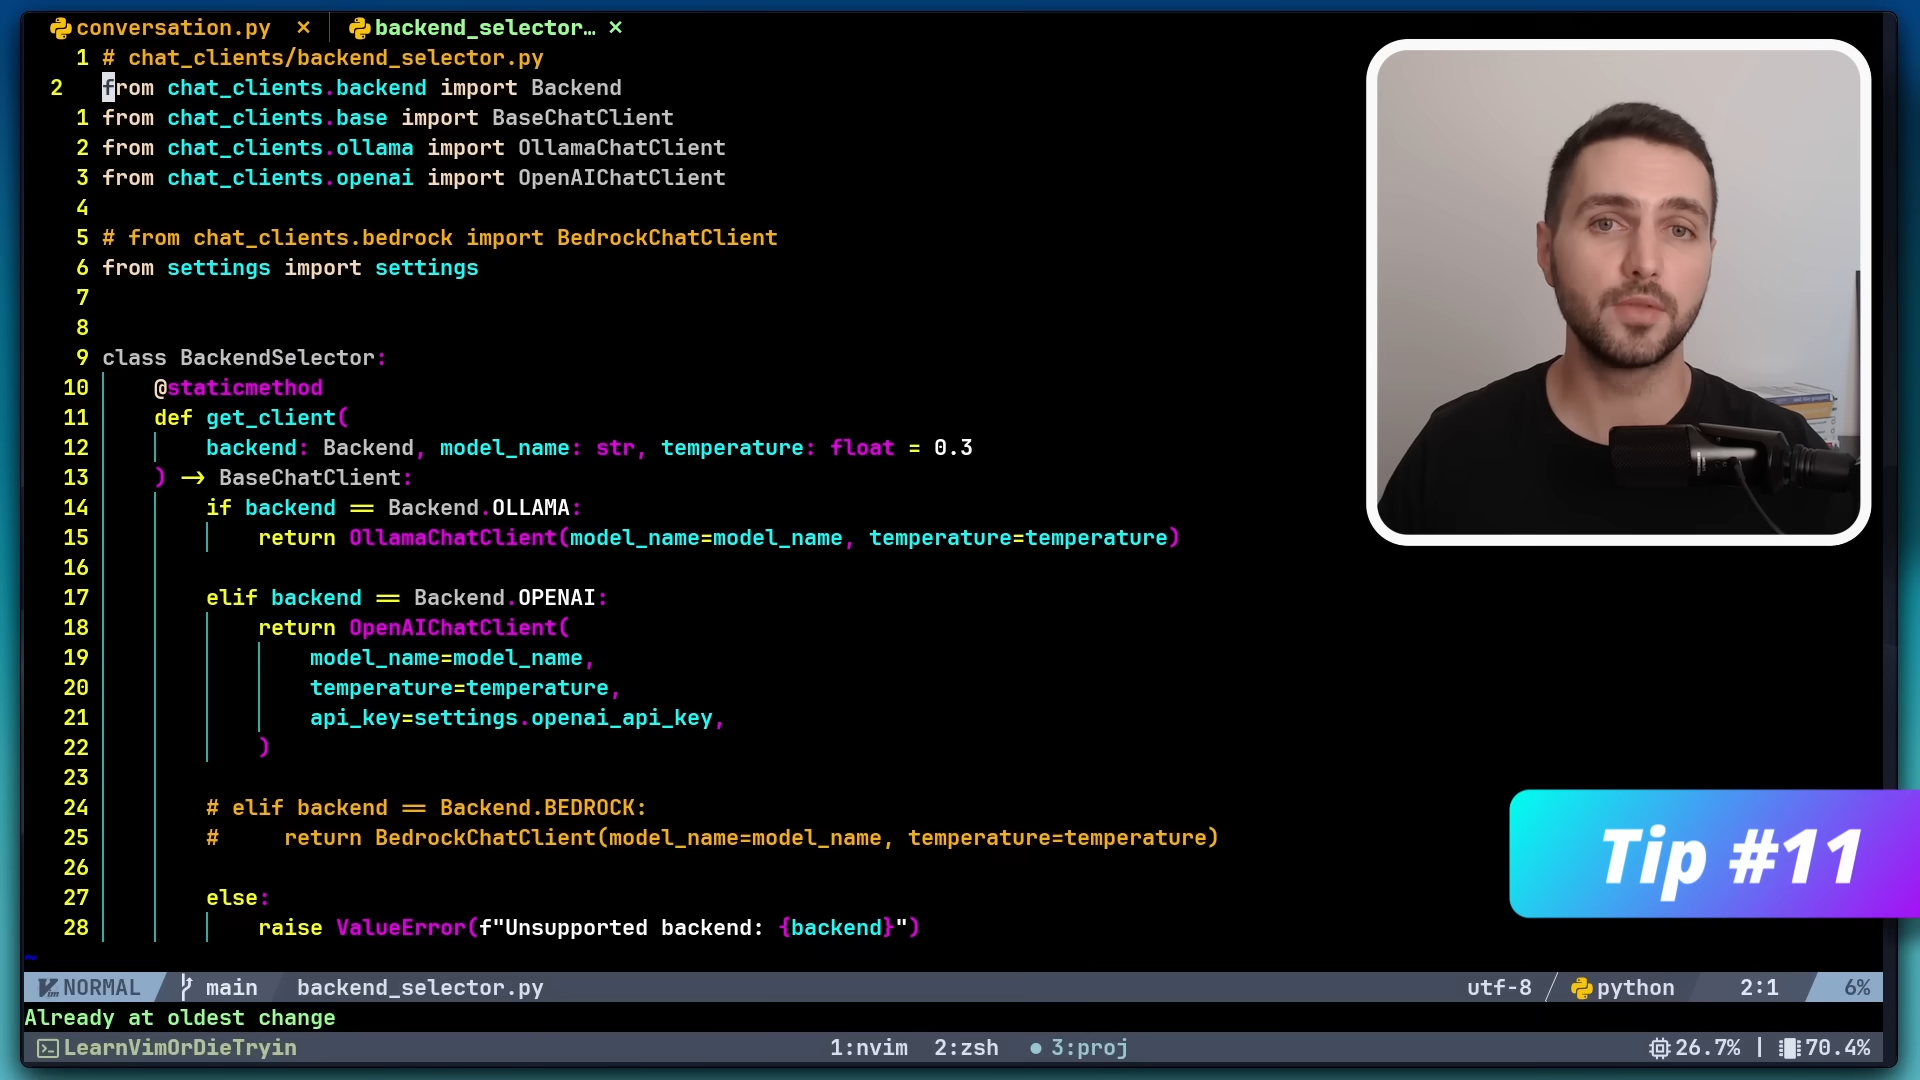 conversation.py × backend_selector… ×
1 # chat_clients/backend_selector.py
2 from chat_clients.backend import Backend
1 from chat_clients.base import BaseChatClient
2 from chat_clients.ollama import OllamaChatClient
3 from chat_clients.openai import OpenAIChatClient
4
5 # from chat_clients.bedrock import BedrockChatClient
6 from settings import settings
7
8
9 class BackendSelector:
10 @staticmethod
11 def get_client(
12 backend: Backend, model_name: str, temperature: float = 0.3
13 ) -> BaseChatClient:
14 if backend == Backend.OLLAMA:
15 return OllamaChatClient(model_name=model_name, temperature=temperature)
16
17 elif backend == Backend.OPENAI:
18 return OpenAIChatClient(
19 model_name=model_name,
20 temperature=temperature,
21 api_key=settings.openai_api_key,
22 )
23
24 # elif backend == Backend.BEDROCK:
25 # return BedrockChatClient(model_name=model_name, temperature=temperature)
26
27 else:
28 raise ValueError(f"Unsupported backend: {backend}")
~
Tip #11
NORMAL main backend_selector.py utf-8 python 2:1 6%
Already at oldest change
LearnVimOrDieTryin 1:nvim 2:zsh ● 3:proj 26.7% | 70.4%